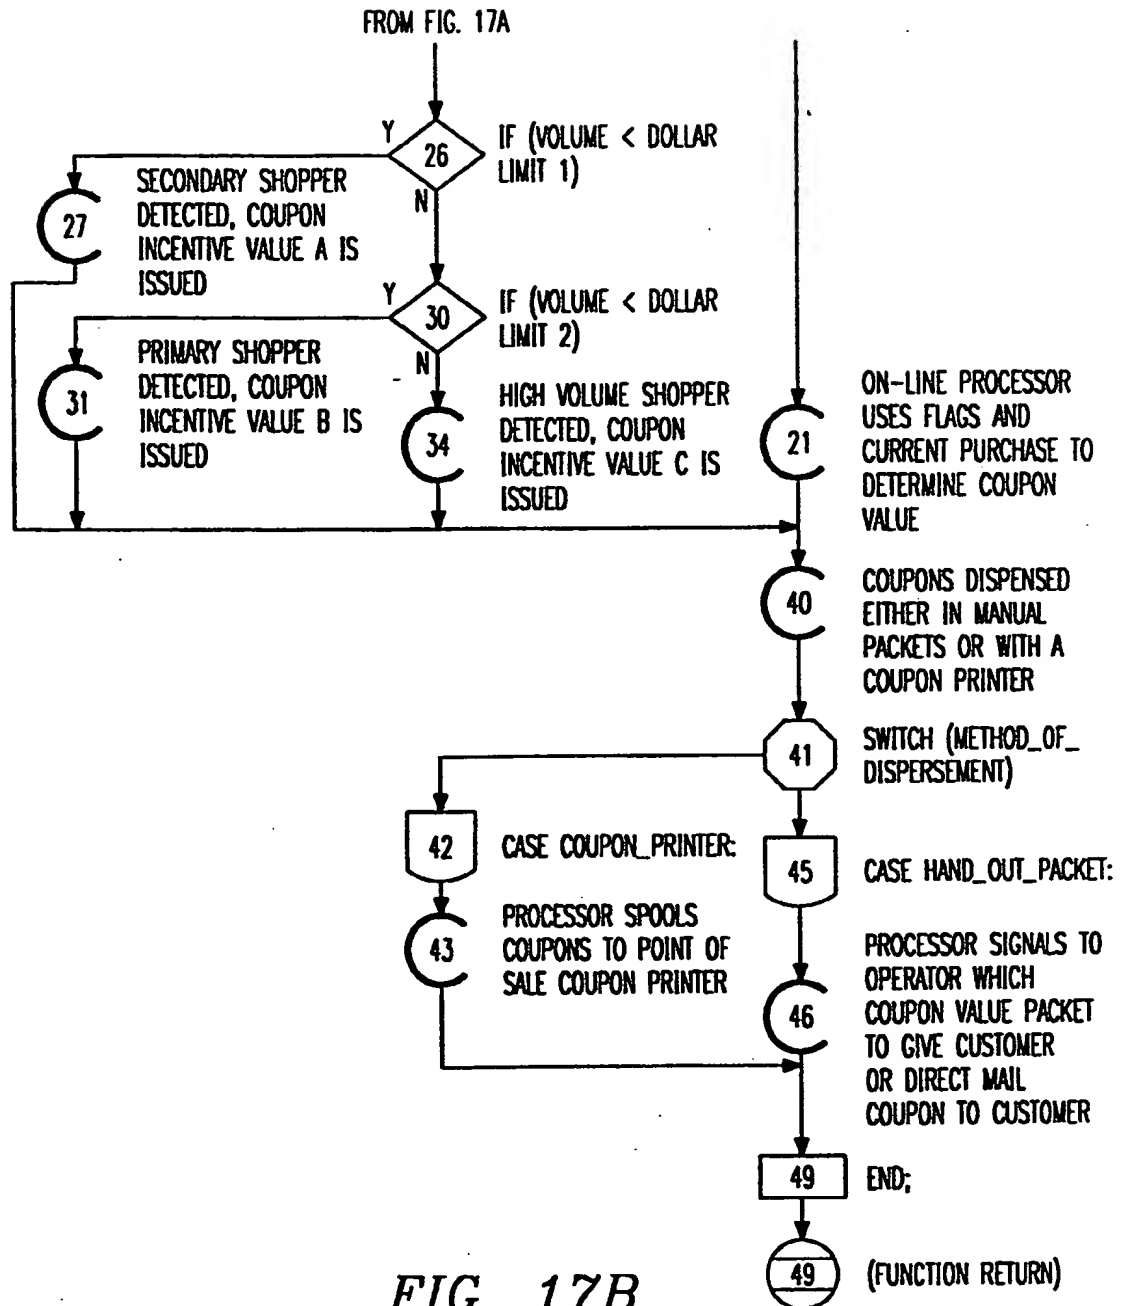 FROM FIG. 17A
Y
26
IF (VOLUME < DOLLAR
LIMIT 1)
N
27
SECONDARY SHOPPER
DETECTED, COUPON
INCENTIVE VALUE A IS
ISSUED
Y
30
IF (VOLUME < DOLLAR
LIMIT 2)
N
31
PRIMARY SHOPPER
DETECTED, COUPON
INCENTIVE VALUE B IS
ISSUED
34
HIGH VOLUME SHOPPER
DETECTED, COUPON
INCENTIVE VALUE C IS
ISSUED
21
ON-LINE PROCESSOR
USES FLAGS AND
CURRENT PURCHASE TO
DETERMINE COUPON
VALUE
40
COUPONS DISPENSED
EITHER IN MANUAL
PACKETS OR WITH A
COUPON PRINTER
41
SWITCH (METHOD_OF_
DISPERSEMENT)
42
CASE COUPON_PRINTER:
45
CASE HAND_OUT_PACKET:
43
PROCESSOR SPOOLS
COUPONS TO POINT OF
SALE COUPON PRINTER
46
PROCESSOR SIGNALS TO
OPERATOR WHICH
COUPON VALUE PACKET
TO GIVE CUSTOMER
OR DIRECT MAIL
COUPON TO CUSTOMER
49
END;
49
(FUNCTION RETURN)
FIG. 17B